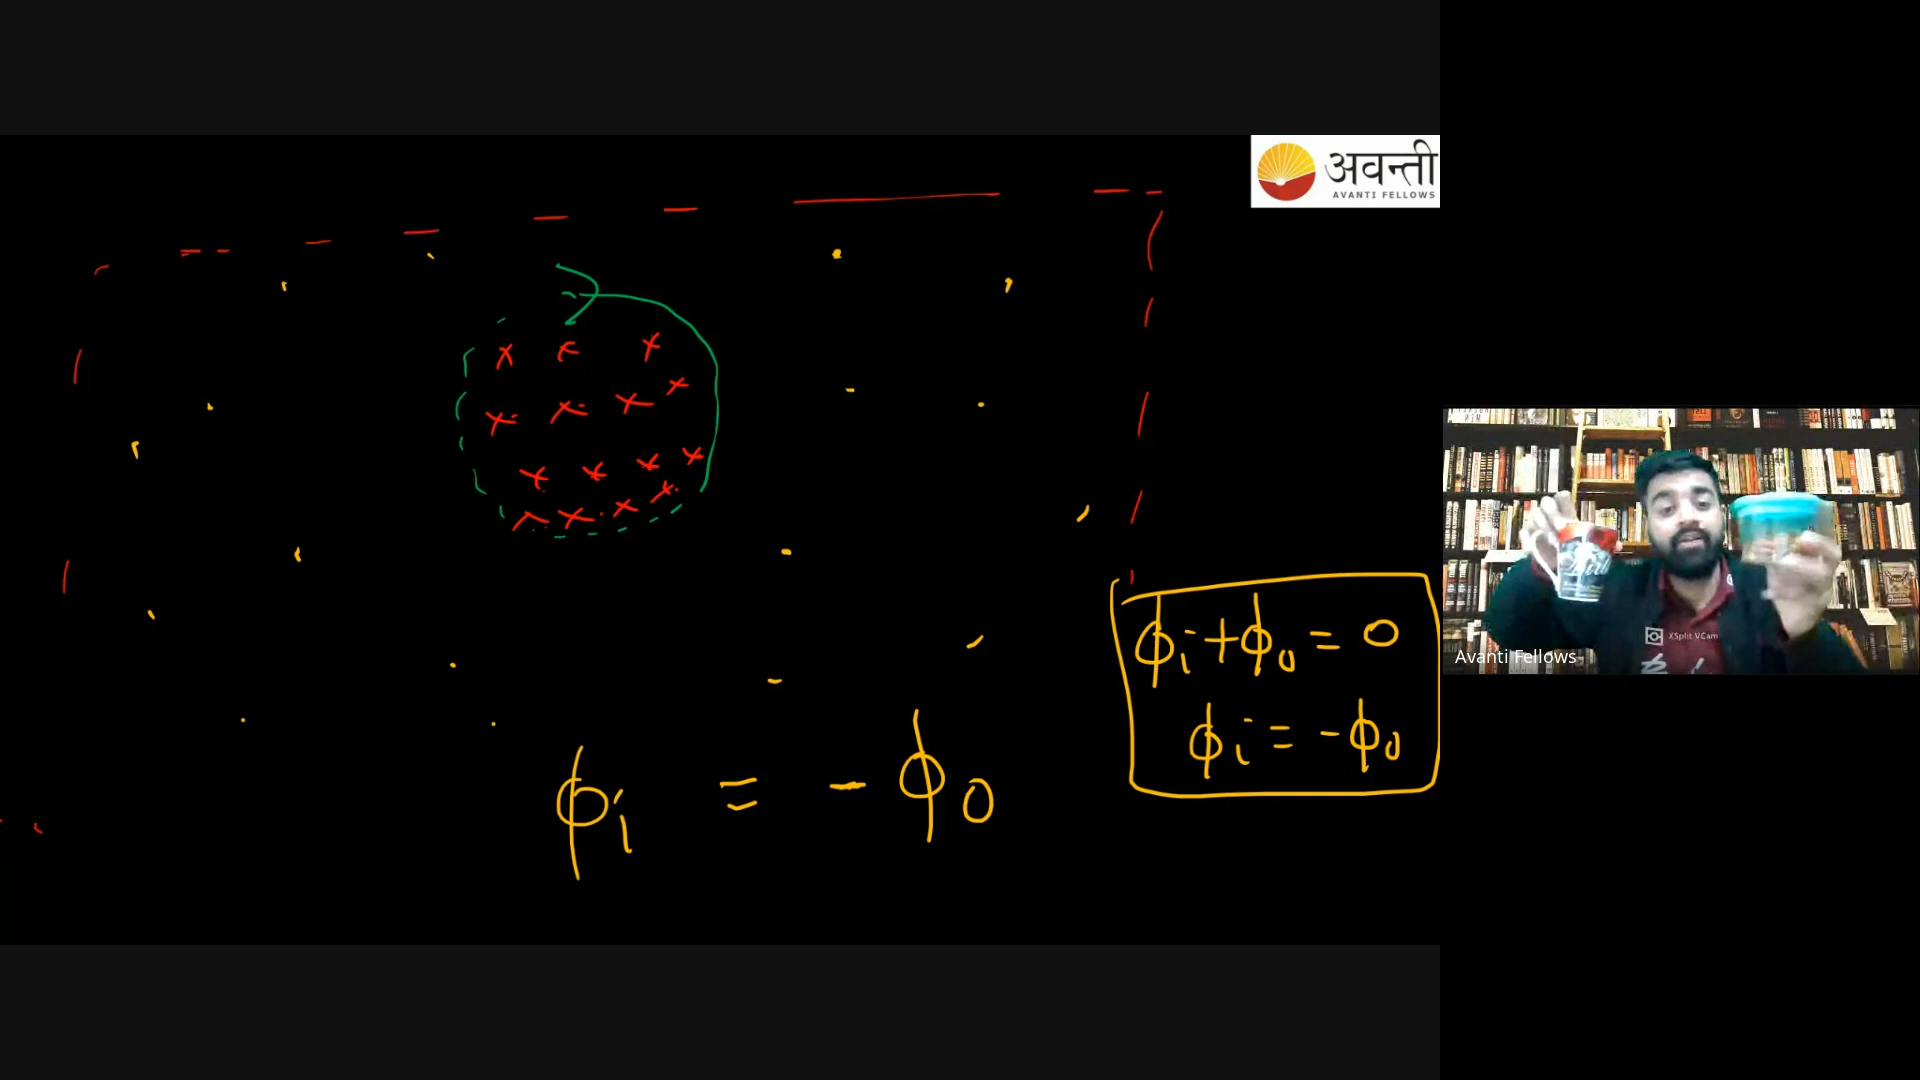 अवन्ती
AVANTI FELLOWS
ϕi + ϕo = 0
ϕi = -ϕo
ϕi = -ϕo
XSplit VCam
Avanti Fellows